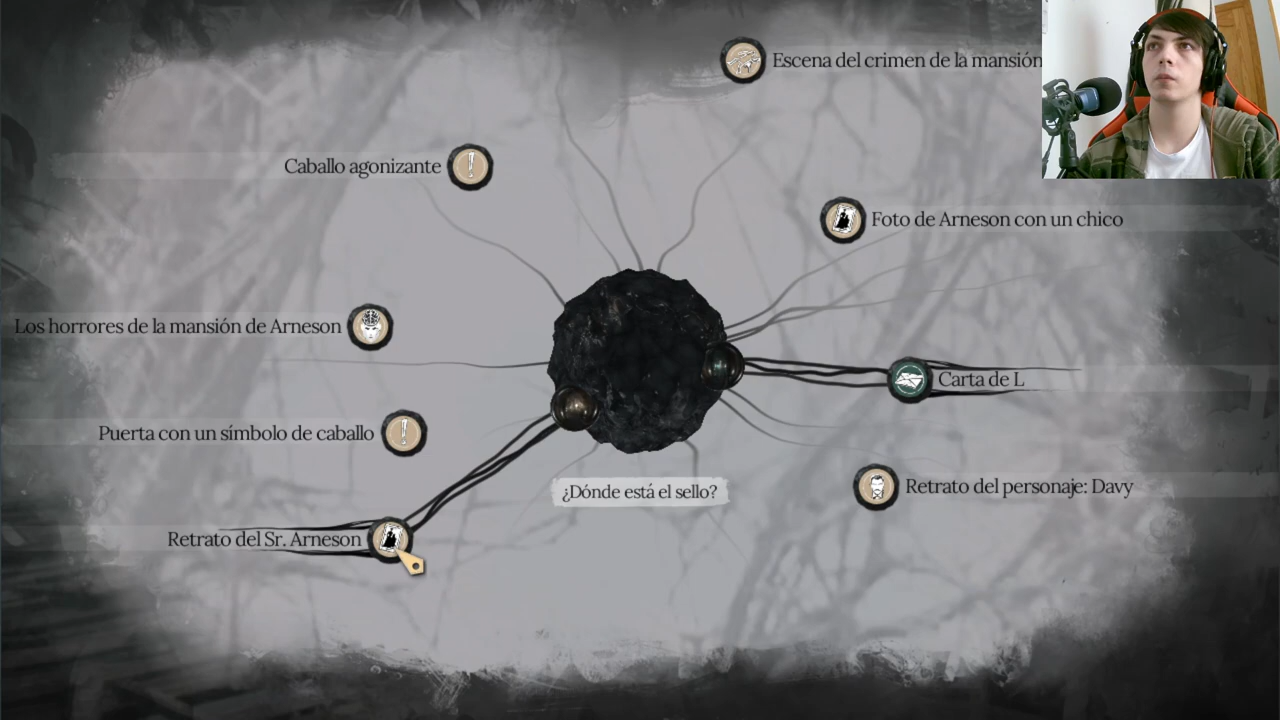 Escena del crimen de la mansión
Caballo agonizante
Foto de Arneson con un chico
Los horrores de la mansión de Arneson
Carta de L
Puerta con un símbolo de caballo
Retrato del personaje: Davy
¿Dónde está el sello?
Retrato del Sr. Arneson